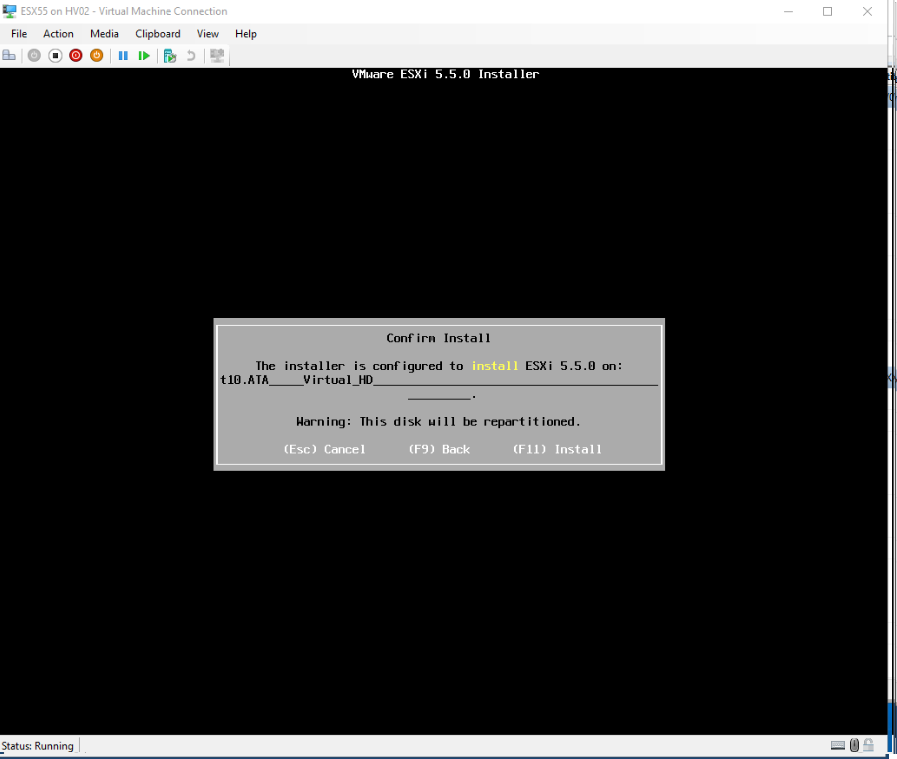 ESX55 on HV02 - Virtual Machine Connection
File Action Media Clipboard View Help
VMware ESXi 5.5.0 Installer
Confirm Install
The installer is configured to install ESXi 5.5.0 on:
t10.ATA_____Virtual_HD_________________________________________
_________.
Warning: This disk will be repartitioned.
(Esc) Cancel (F9) Back (F11) Install
Status: Running